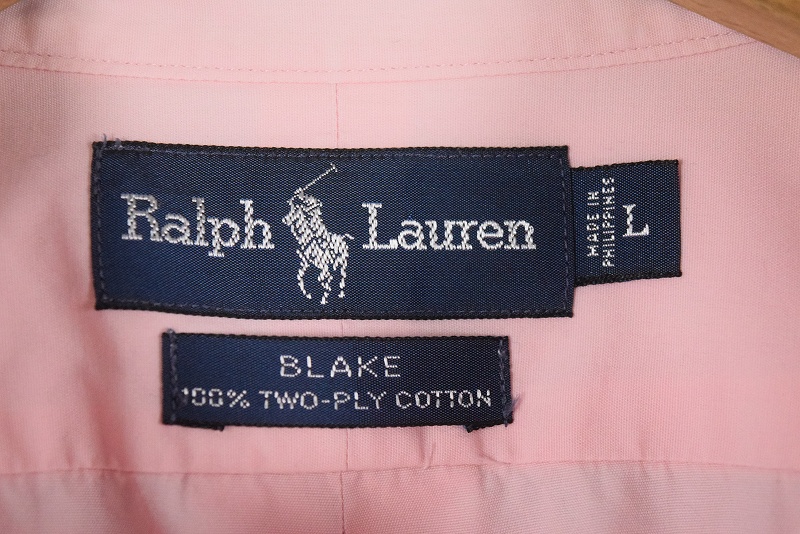 Ralph Lauren
MADE IN
PHILIPPINES
L
BLAKE
100% TWO-PLY COTTON